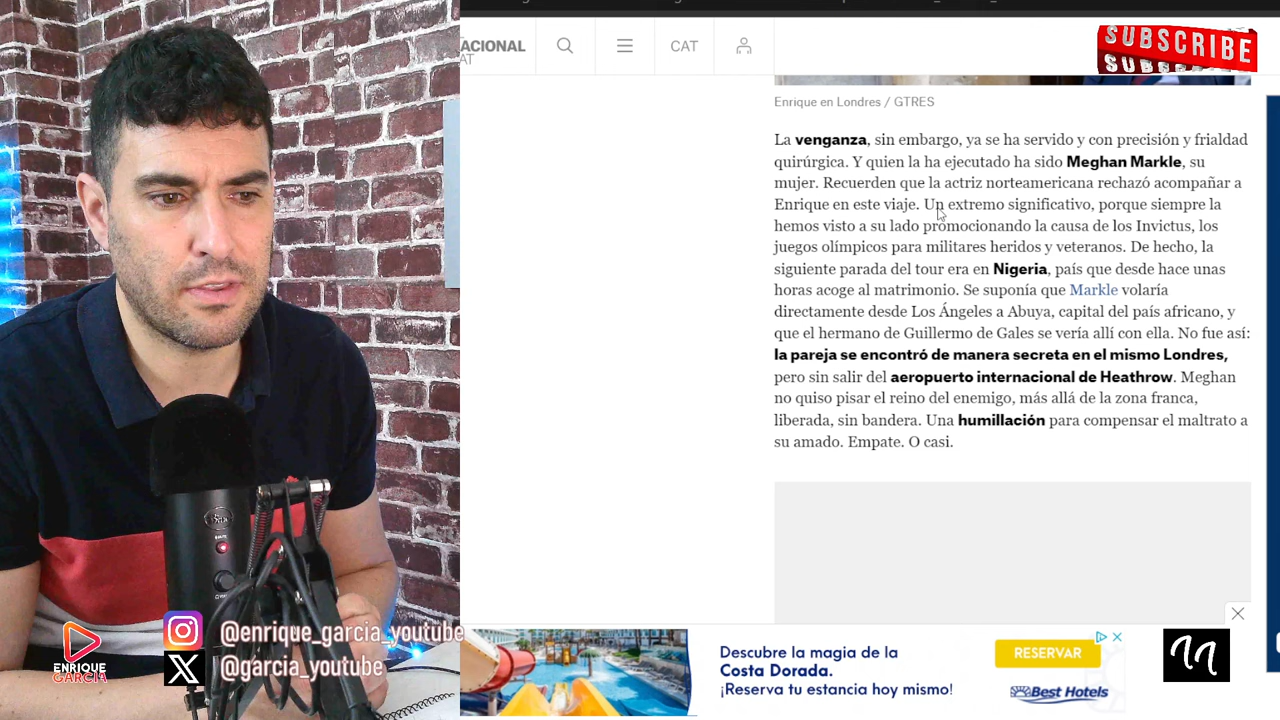 ACIONAL
AT
CAT
SUBSCRIBE
Enrique en Londres / GTRES
La venganza, sin embargo, ya se ha servido y con precisión y frialdad
quirúrgica. Y quien la ha ejecutado ha sido Meghan Markle, su
mujer. Recuerden que la actriz norteamericana rechazó acompañar a
Enrique en este viaje. Un extremo significativo, porque siempre la
hemos visto a su lado promocionando la causa de los Invictus, los
juegos olímpicos para militares heridos y veteranos. De hecho, la
siguiente parada del tour era en Nigeria, país que desde hace unas
horas acoge al matrimonio. Se suponía que Markle volaría
directamente desde Los Ángeles a Abuya, capital del país africano, y
que el hermano de Guillermo de Gales se vería allí con ella. No fue así:
la pareja se encontró de manera secreta en el mismo Londres,
pero sin salir del aeropuerto internacional de Heathrow. Meghan
no quiso pisar el reino del enemigo, más allá de la zona franca,
liberada, sin bandera. Una humillación para compensar el maltrato a
su amado. Empate. O casi.
ENRIQUE
GARCIA
@enrique_garcia_youtube
@garcia_youtube
Descubre la magia de la
Costa Dorada.
¡Reserva tu estancia hoy mismo!
RESERVAR
Best Hotels